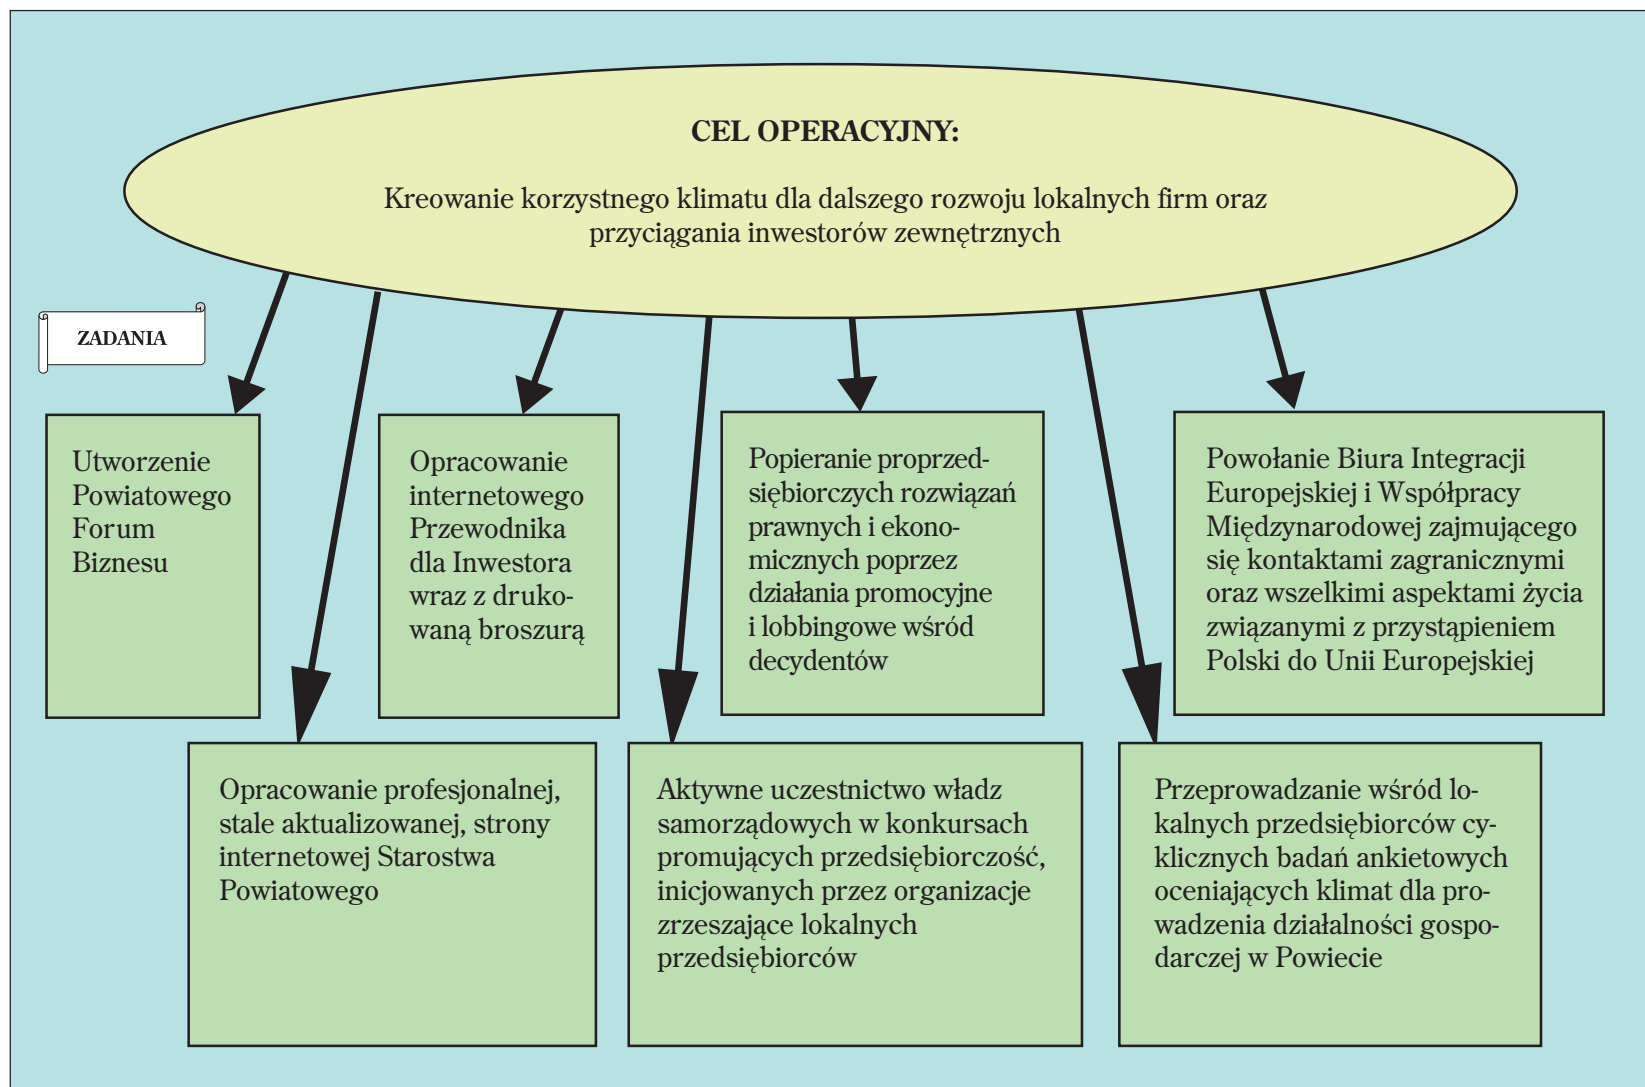 CEL OPERACYJNY:
Kreowanie korzystnego klimatu dla dalszego rozwoju lokalnych firm oraz
przyciągania inwestorów zewnętrznych
ZADANIA
Utworzenie
Powiatowego
Forum
Biznesu
Opracowanie
internetowego
Przewodnika
dla Inwestora
wraz z druko-
waną broszurą
Popieranie proprzed-
siębiorczych rozwiązań
prawnych i ekono-
micznych poprzez
działania promocyjne
i lobbingowe wśród
decydentów
Powołanie Biura Integracji
Europejskiej i Współpracy
Międzynarodowej zajmującego
się kontaktami zagranicznymi
oraz wszelkimi aspektami życia
związanymi z przystąpieniem
Polski do Unii Europejskiej
Opracowanie profesjonalnej,
stale aktualizowanej, strony
internetowej Starostwa
Powiatowego
Aktywne uczestnictwo władz
samorządowych w konkursach
promujących przedsiębiorczość,
inicjowanych przez organizacje
zrzeszające lokalnych
przedsiębiorców
Przeprowadzanie wśród lo-
kalnych przedsiębiorców cy-
klicznych badań ankietowych
oceniających klimat dla pro-
wadzenia działalności gospo-
darczej w Powiecie